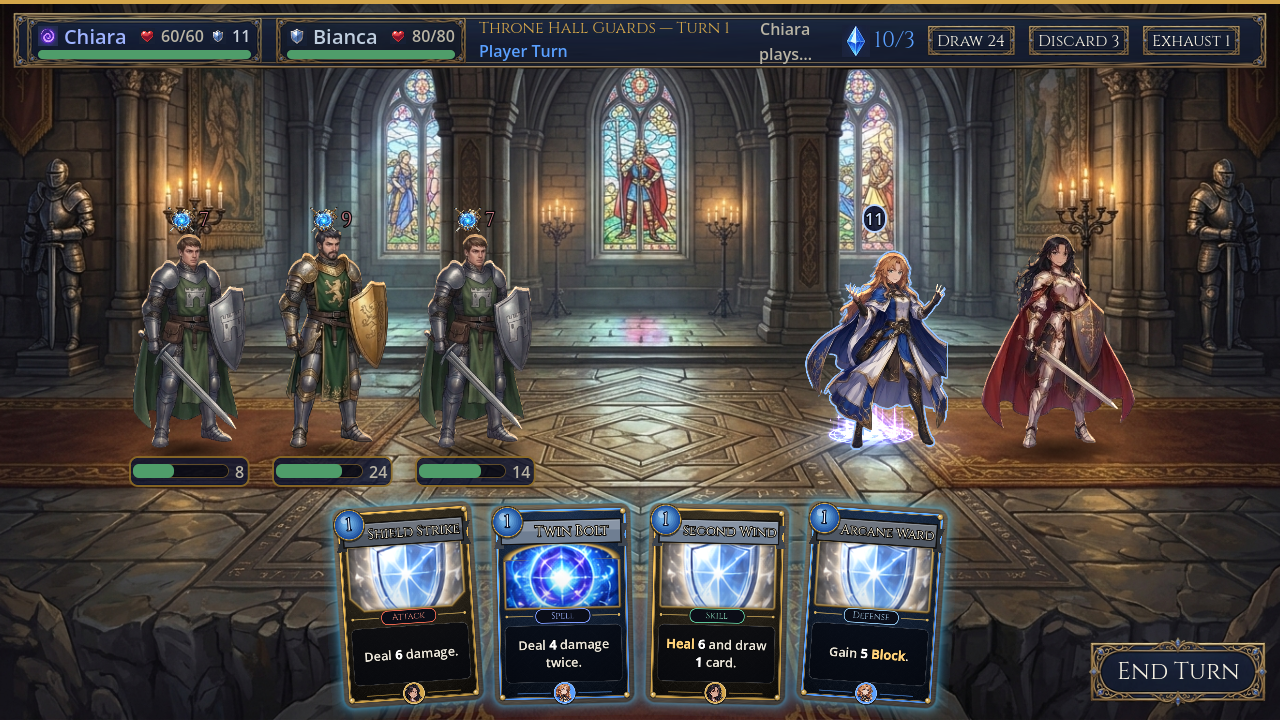 Chiara 60/60 11
Bianca 80/80
Throne Hall Guards — Turn 1
Player Turn
Chiara
plays...
10/3
Draw 24
Discard 3
Exhaust 1
7
9
7
11
8
24
14
1
Shield Strike
Attack
Deal 6 damage.
1
Twin Bolt
Spell
Deal 4 damage
twice.
1
Second Wind
Skill
Heal 6 and draw
1 card.
1
Arcane Ward
Defense
Gain 5 Block.
End Turn